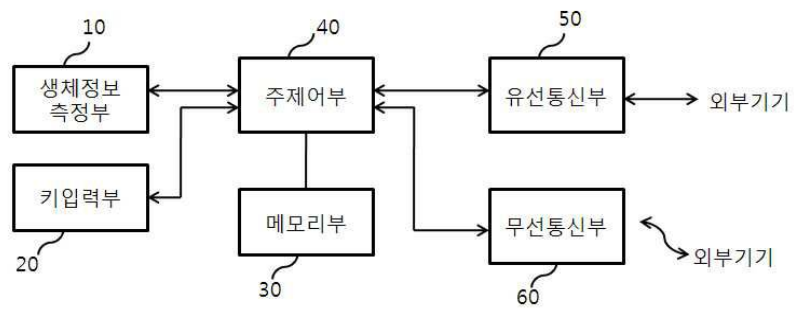 10
생체정보
측정부
40
주제어부
50
유선통신부
외부기기
키입력부
20
메모리부
30
무선통신부
60
외부기기